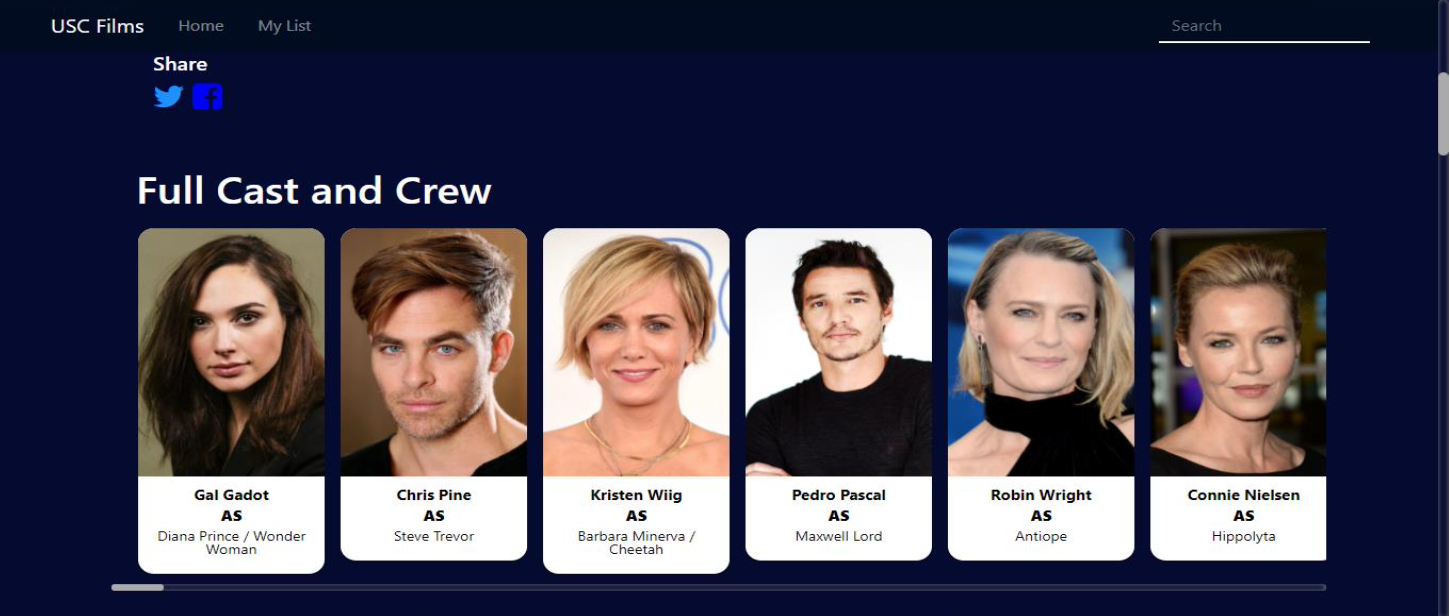 USC Films Home My List Search
Share
Full Cast and Crew
Gal Gadot
AS
Diana Prince / Wonder
Woman
Chris Pine
AS
Steve Trevor
Kristen Wiig
AS
Barbara Minerva /
Cheetah
Pedro Pascal
AS
Maxwell Lord
Robin Wright
AS
Antiope
Connie Nielsen
AS
Hippolyta